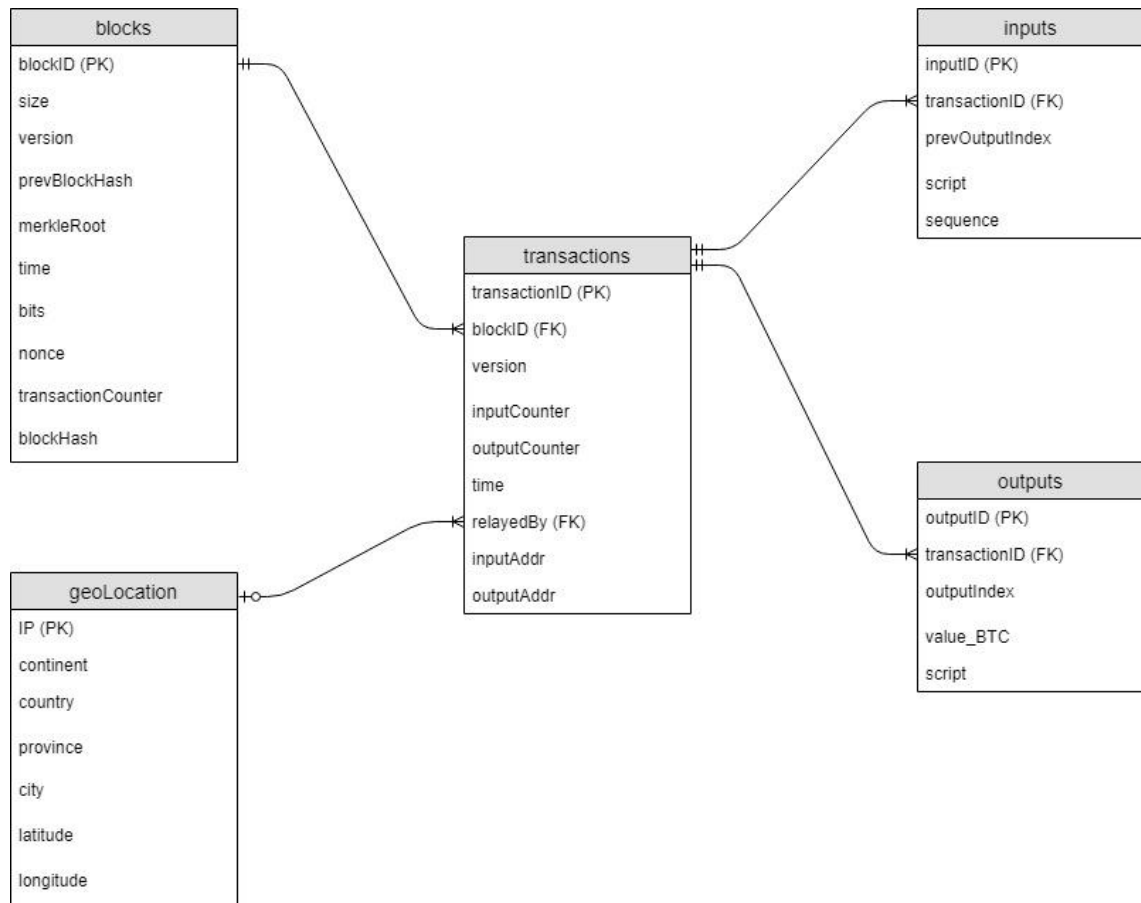 blocks
blockID (PK)
size
version
prevBlockHash
merkleRoot
time
bits
nonce
transactionCounter
blockHash
geoLocation
IP (PK)
continent
country
province
city
latitude
longitude
transactions
transactionID (PK)
blockID (FK)
version
inputCounter
outputCounter
time
relayedBy (FK)
inputAddr
outputAddr
inputs
inputID (PK)
transactionID (FK)
prevOutputIndex
script
sequence
outputs
outputID (PK)
transactionID (FK)
outputIndex
value_BTC
script